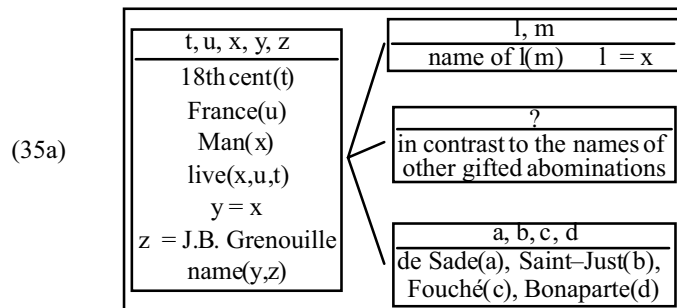 (35a)
t, u, x, y, z
18th cent(t)
France(u)
Man(x)
live(x,u,t)
y = x
z = J.B. Grenouille
name(y,z)
l, m
name of l(m) l = x
?
in contrast to the names of
other gifted abominations
a, b, c, d
de Sade(a), Saint–Just(b),
Fouché(c), Bonaparte(d)